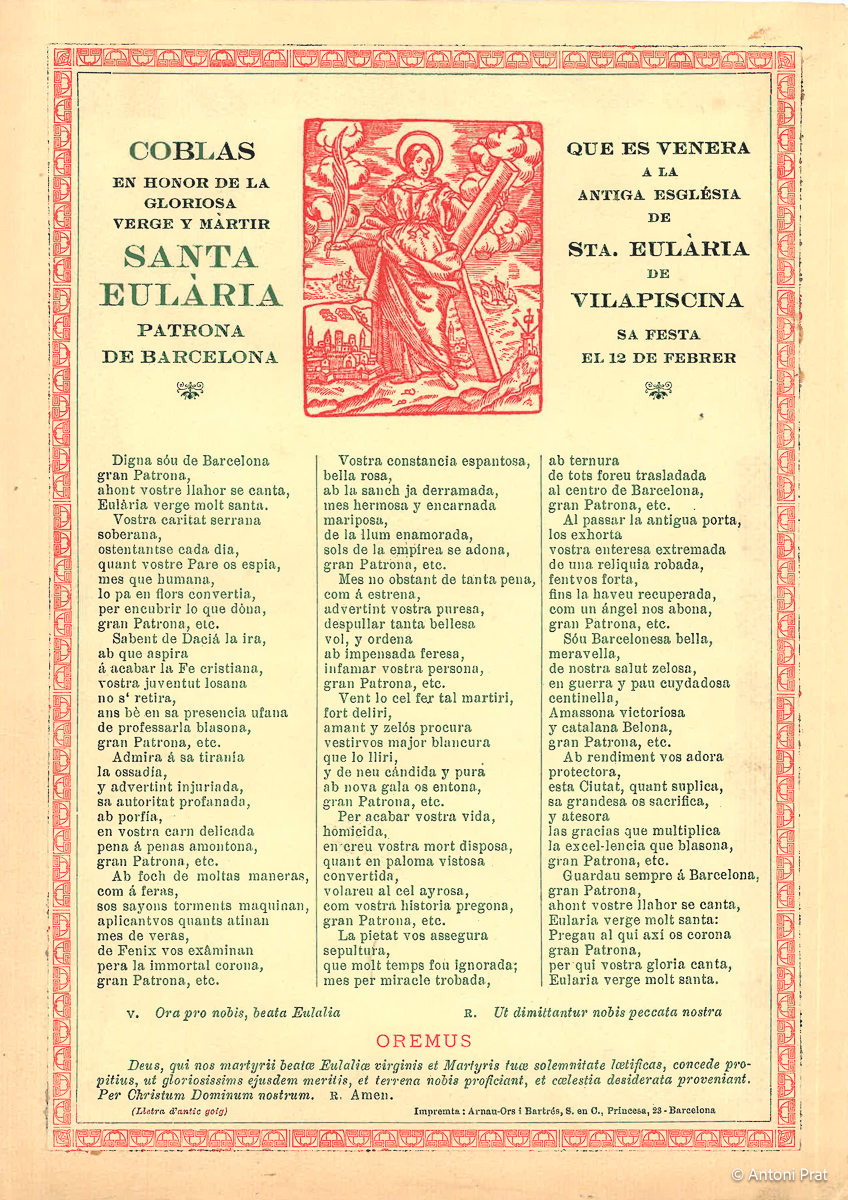 COBLAS
EN HONOR DE LA
GLORIOSA
VERGE Y MÀRTIR
SANTA
EULÀRIA
PATRONA
DE BARCELONA
QUE ES VENERA
A LA
ANTIGA ESGLÉSIA
DE
STA. EULÀRIA
DE
VILAPISCINA
SA FESTA
EL 12 DE FEBRER
Digna sóu de Barcelona
gran Patrona,
ahont vostre llahor se canta,
Eulària verge molt santa.
Vostra caritat serrana
soberana,
ostentantse cada dia,
quant vostre Pare os espia,
mes que humana,
lo pa en flors convertia,
per encubrir lo que dóna,
gran Patrona, etc.
Sabent de Daciá la ira,
ab que aspira
á acabar la Fe cristiana,
vostra juventut losana
no s' retira,
ans bè en sa presencia ufana
de professarla blasona,
gran Patrona, etc.
Admira á sa tiranía
la ossadía,
y advertint injuriada,
sa autoritat profanada,
ab porfía,
en vostra carn delicada
pena á penas amontona,
gran Patrona, etc.
Ab foch de moltas maneras,
com á feras,
sos sayons torments maquinan,
aplicantvos quants atinan
mes de veras,
de Fenix vos exâminan
pera la immortal corona,
gran Patrona, etc.
Vostra constancia espantosa,
bella rosa,
ab la sanch ja derramada,
mes hermosa y encarnada
mariposa,
de la llum enamorada,
sols de la empírea se adona,
gran Patrona, etc.
Mes no obstant de tanta pena,
com á estrena,
advertint vostra puresa,
despullar tanta bellesa
vol, y ordena
ab impensada feresa,
infamar vostra persona,
gran Patrona, etc.
Vent lo cel fer tal martiri,
fort deliri,
amant y zelós procura
vestirvos major blancura
que lo lliri,
y de neu cándida y pura
ab nova gala os entona,
gran Patrona, etc.
Per acabar vostra vida,
homicida,
en creu vostra mort disposa,
quant en paloma vistosa
convertida,
volareu al cel ayrosa,
com vostra historia pregona,
gran Patrona, etc.
La pietat vos assegura
sepultura,
que molt temps fou ignorada;
mes per miracle trobada,
ab ternura
de tots foreu trasladada
al centro de Barcelona,
gran Patrona, etc.
Al passar la antigua porta,
los exhorta
vostra enteresa extremada
de una reliquia robada,
fentvos forta,
fins la haveu recuperada,
com un ángel nos abona,
gran Patrona, etc.
Sóu Barcelonesa bella,
meravella,
de nostra salut zelosa,
en guerra y pau cuydadosa
centinella,
Amassona victoriosa
y catalana Belona,
gran Patrona, etc.
Ab rendiment vos adora
protectora,
esta Ciutat, quant suplica,
sa grandesa os sacrifica,
y atesora
las gracias que multiplica
la excel-lencia que blasona,
gran Patrona, etc.
Guardau sempre á Barcelona,
gran Patrona,
ahont vostre llahor se canta,
Eularia verge molt santa:
Pregau al qui axí os corona
gran Patrona,
per qui vostra gloria canta,
Eularia verge molt santa.
V. Ora pro nobis, beata Eulalia
R. Ut dimittantur nobis peccata nostra
OREMUS
Deus, qui nos martyrii beatæ Eulaliæ virginis et Martyris tuæ solemnitate lætificas, concede pro-
pitius, ut gloriosissims ejusdem meritis, et terrena nobis proficiant, et cœlestia desiderata proveniant.
Per Christum Dominum nostrum. R. Amen.
(Lletra d'antic goig)
Impremta: Arnau-Ors i Bartrés, S. en C., Princesa, 23 - Barcelona
© Antoni Prat